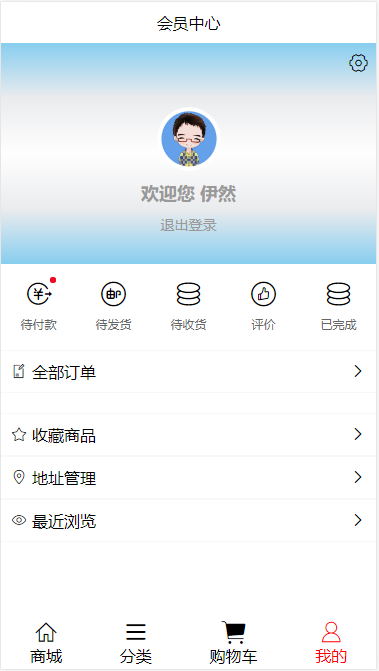 会员中心
欢迎您 伊然
退出登录
待付款 待发货 待收货 评价 已完成
全部订单
收藏商品
地址管理
最近浏览
商城 分类 购物车 我的